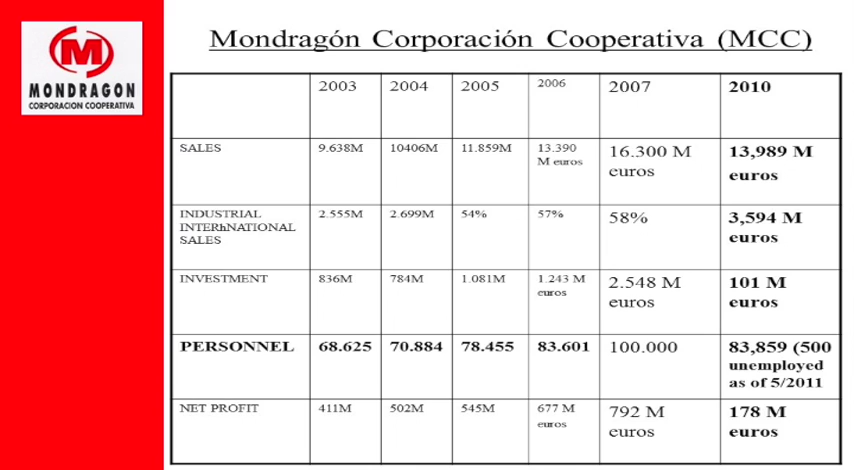 Mondragón Corporación Cooperativa (MCC)
M
MONDRAGON
CORPORACION COOPERATIVA
2003 2004 2005 2006 2007 2010
SALES 9.638M 10406M 11.859M 13.390 M euros 16.300 M euros 13,989 M euros
INDUSTRIAL INTERhNATIONAL SALES 2.555M 2.699M 54% 57% 58% 3,594 M euros
INVESTMENT 836M 784M 1.081M 1.243 M euros 2.548 M euros 101 M euros
PERSONNEL 68.625 70.884 78.455 83.601 100.000 83,859 (500 unemployed as of 5/2011
NET PROFIT 411M 502M 545M 677 M euros 792 M euros 178 M euros